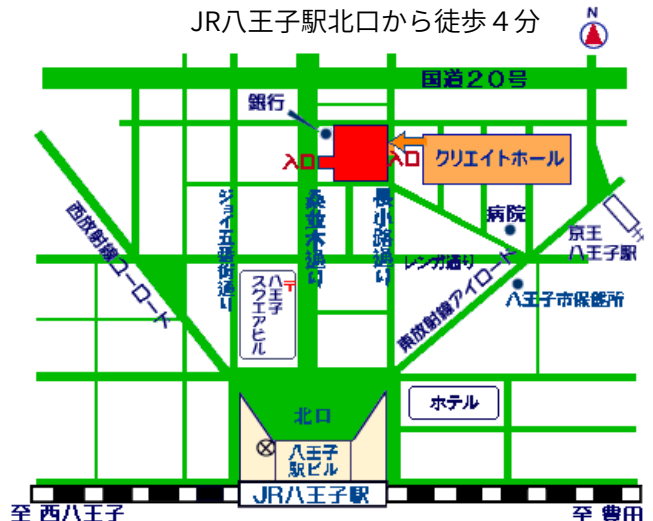 JR八王子駅北口から徒歩４分
N
国道２０号
銀行
入口
入口
クリエイトホール
西放射線ユーロード
ジョイ五番街通り
桑並木通り
長小路通り
病院
京王
八王子駅
レンガ通り
八王子
スクエアビル
〒
東放射線アイロード
八王子市保健所
ホテル
北口
八王子
駅ビル
JR八王子駅
至 西八王子
至 豊田